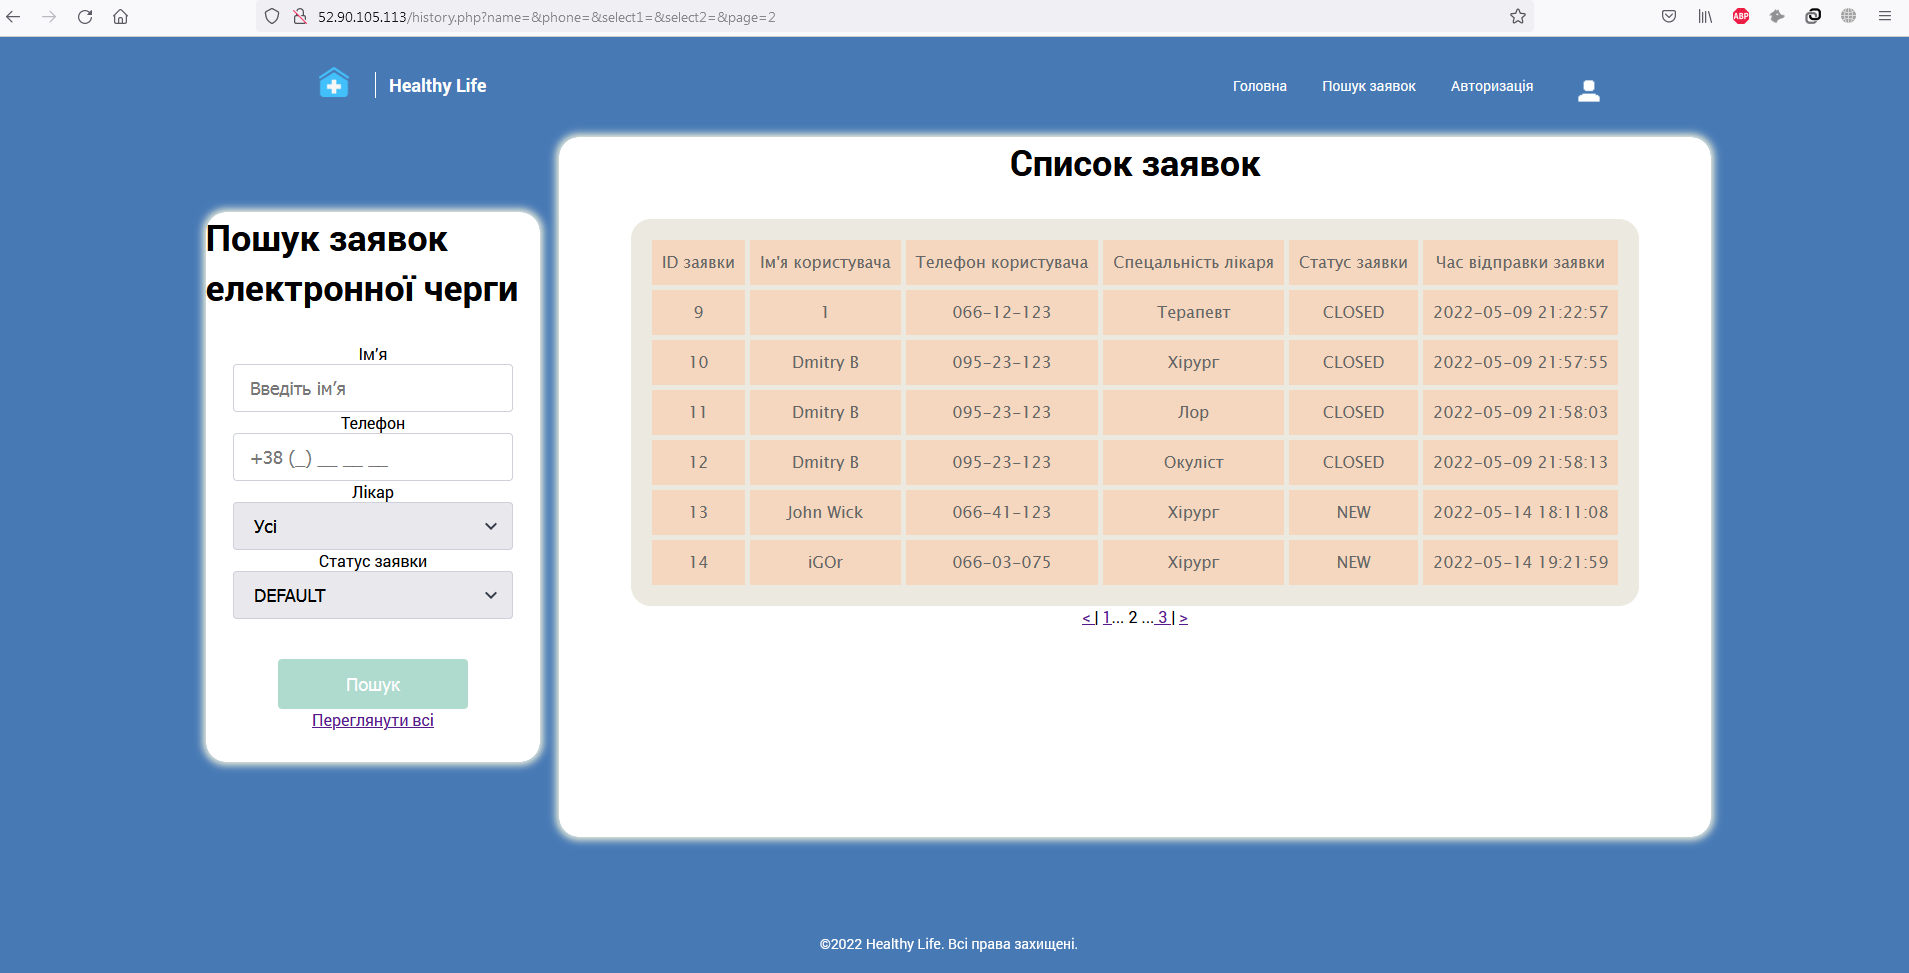 52.90.105.113/history.php?name=&phone=&select1=&select2=&page=2
ABP
Healthy Life
Головна Пошук заявок Авторизація
Пошук заявок
електронної черги
Ім'я
Введіть ім'я
Телефон
+38 (_) __ __ __
Лікар
Усі
Статус заявки
DEFAULT
Пошук
Переглянути всі
Список заявок
ID заявки Ім'я користувача Телефон користувача Спецальність лікаря Статус заявки Час відправки заявки
9 1 066-12-123 Терапевт CLOSED 2022-05-09 21:22:57
10 Dmitry B 095-23-123 Хірург CLOSED 2022-05-09 21:57:55
11 Dmitry B 095-23-123 Лор CLOSED 2022-05-09 21:58:03
12 Dmitry B 095-23-123 Окуліст CLOSED 2022-05-09 21:58:13
13 John Wick 066-41-123 Хірург NEW 2022-05-14 18:11:08
14 iGOr 066-03-075 Хірург NEW 2022-05-14 19:21:59
< | 1... 2 ... 3 | >
©2022 Healthy Life. Всі права захищені.